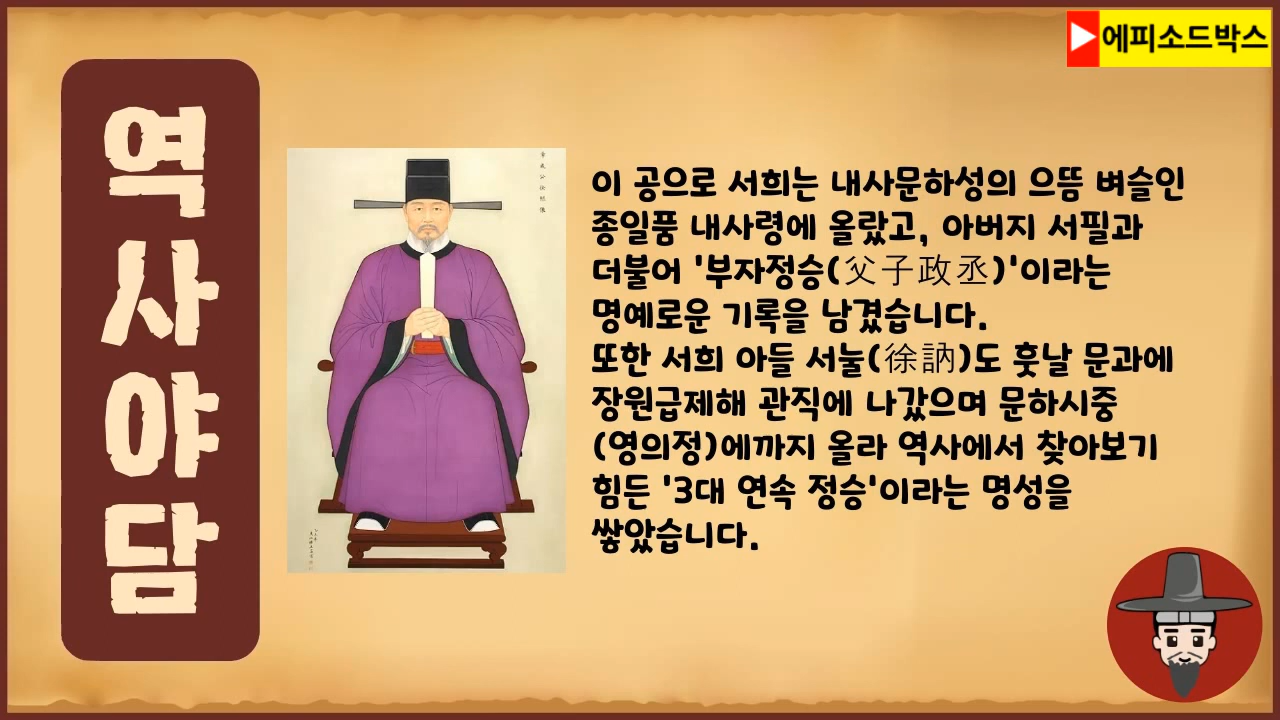 에피소드박스
역사야담
이 공으로 서희는 내사문하성의 으뜸 벼슬인
종일품 내사령에 올랐고, 아버지 서필과
더불어 '부자정승(父子政丞)'이라는
명예로운 기록을 남겼습니다.
또한 서희 아들 서눌(徐訥)도 훗날 문과에
장원급제해 관직에 나갔으며 문하시중
(영의정)에까지 올라 역사에서 찾아보기
힘든 '3대 연속 정승'이라는 명성을
쌓았습니다.